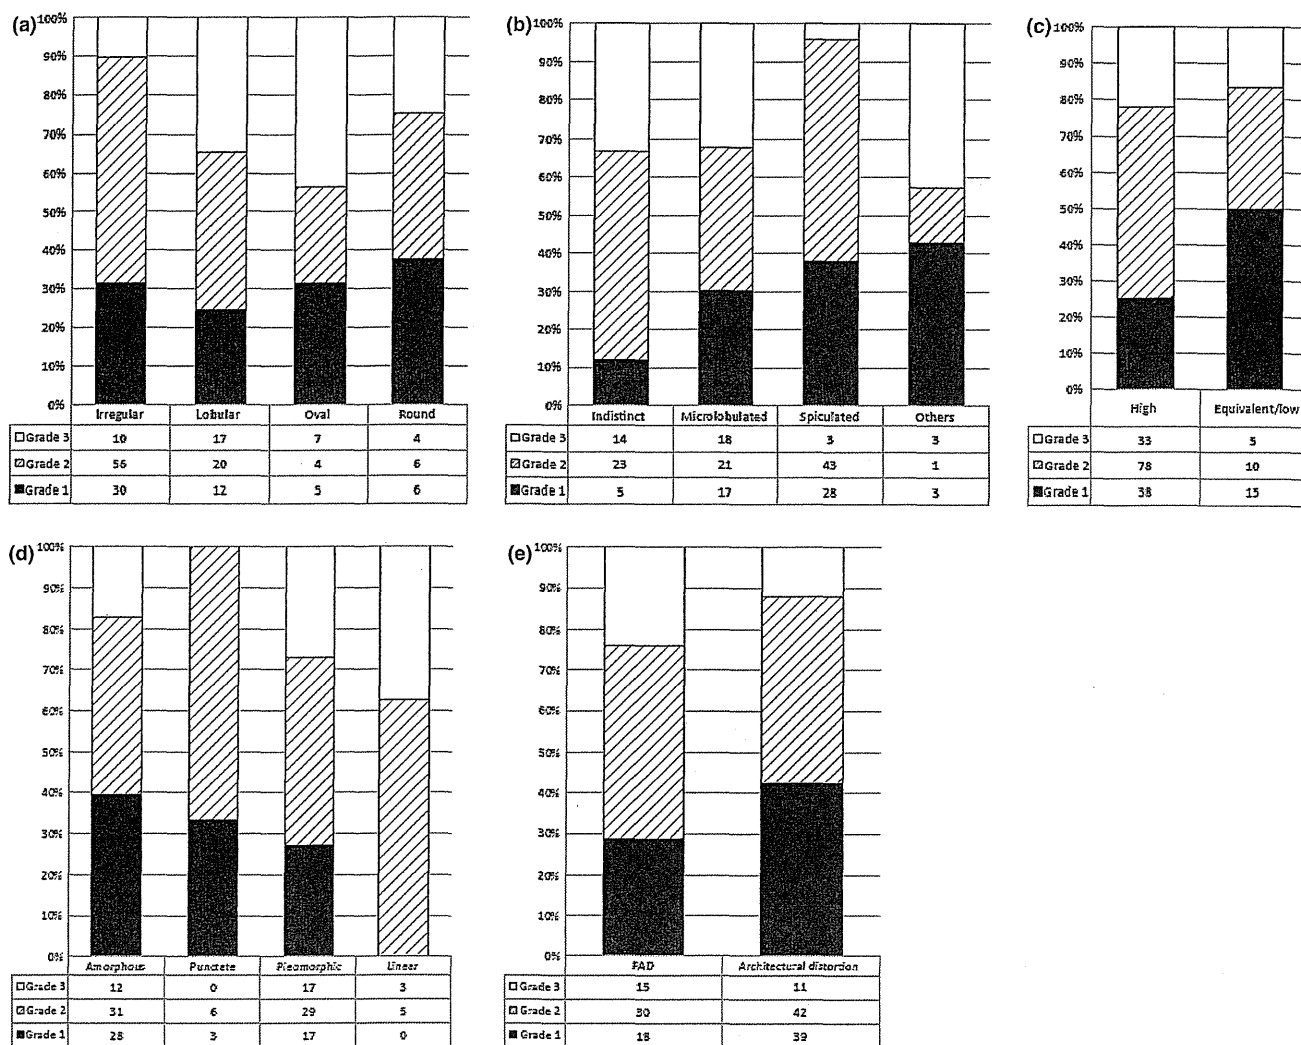 (a)
100%
90%
80%
70%
60%
50%
40%
30%
20%
10%
0%
Irregular Lobular Oval Round
Grade 3 10 17 7 4
Grade 2 56 20 4 6
Grade 1 30 12 5 6
(b)
100%
90%
80%
70%
60%
50%
40%
30%
20%
10%
0%
Indistinct Microlobulated Spiculated Others
Grade 3 14 18 3 3
Grade 2 23 21 43 1
Grade 1 5 17 28 3
(c)
100%
90%
80%
70%
60%
50%
40%
30%
20%
10%
0%
High Equivalent/low
Grade 3 33 5
Grade 2 78 10
Grade 1 38 15
(d)
100%
90%
80%
70%
60%
50%
40%
30%
20%
10%
0%
Amorphous Punctate Pleomorphic Linear
Grade 3 12 0 17 3
Grade 2 31 6 29 5
Grade 1 28 3 17 0
(e)
100%
90%
80%
70%
60%
50%
40%
30%
20%
10%
0%
FAD Architectural distortion
Grade 3 15 11
Grade 2 30 42
Grade 1 18 39